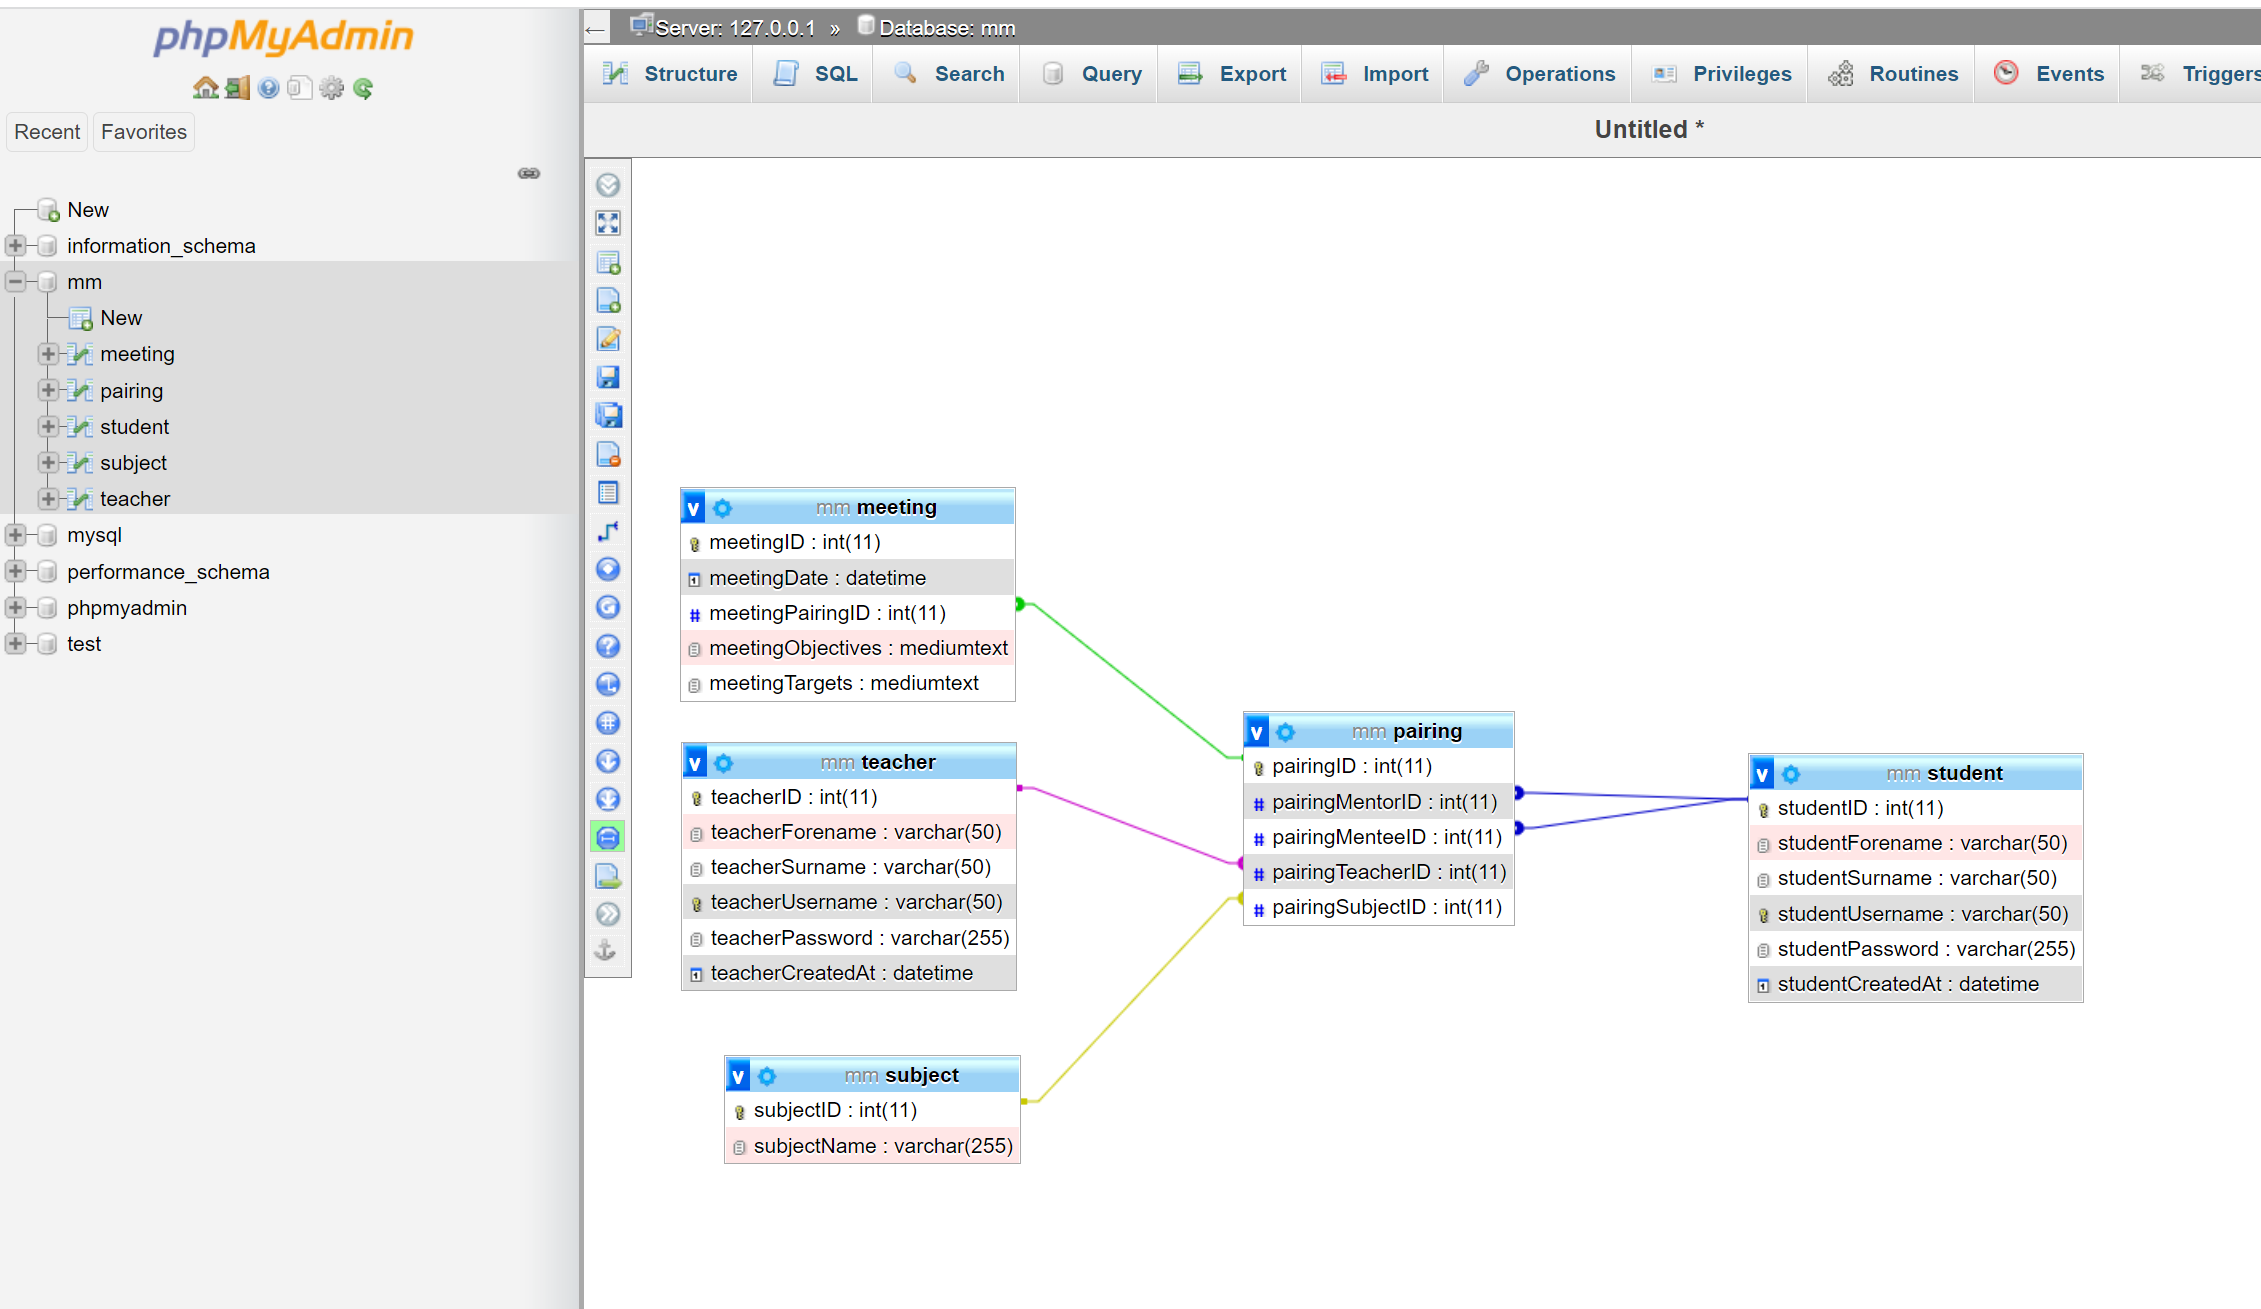 phpMyAdmin
Recent Favorites
New
information_schema
mm
New
meeting
pairing
student
subject
teacher
mysql
performance_schema
phpmyadmin
test
← Server: 127.0.0.1 » Database: mm
Structure SQL Search Query Export Import Operations Privileges Routines Events Triggers
Untitled *
v mm meeting
meetingID : int(11)
meetingDate : datetime
# meetingPairingID : int(11)
meetingObjectives : mediumtext
meetingTargets : mediumtext
v mm teacher
teacherID : int(11)
teacherForename : varchar(50)
teacherSurname : varchar(50)
teacherUsername : varchar(50)
teacherPassword : varchar(255)
teacherCreatedAt : datetime
v mm subject
subjectID : int(11)
subjectName : varchar(255)
v mm pairing
pairingID : int(11)
# pairingMentorID : int(11)
# pairingMenteeID : int(11)
# pairingTeacherID : int(11)
# pairingSubjectID : int(11)
v mm student
studentID : int(11)
studentForename : varchar(50)
studentSurname : varchar(50)
studentUsername : varchar(50)
studentPassword : varchar(255)
studentCreatedAt : datetime